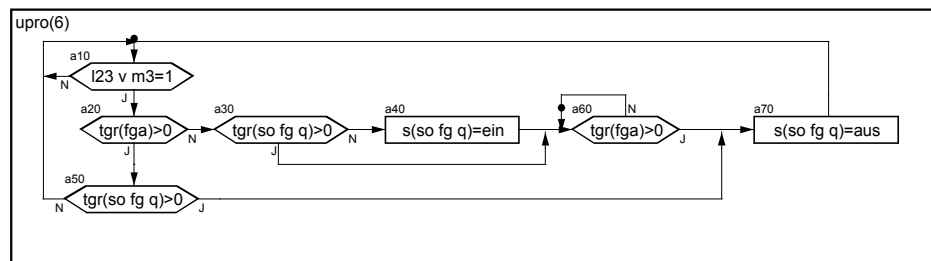 upro(6)
a10
l23 v m3=1
N
J
a20
tgr(fga)>0
N
J
a30
tgr(so fg q)>0
N
J
a40
s(so fg q)=ein
a60
tgr(fga)>0
N
J
a70
s(so fg q)=aus
a50
tgr(so fg q)>0
N
J